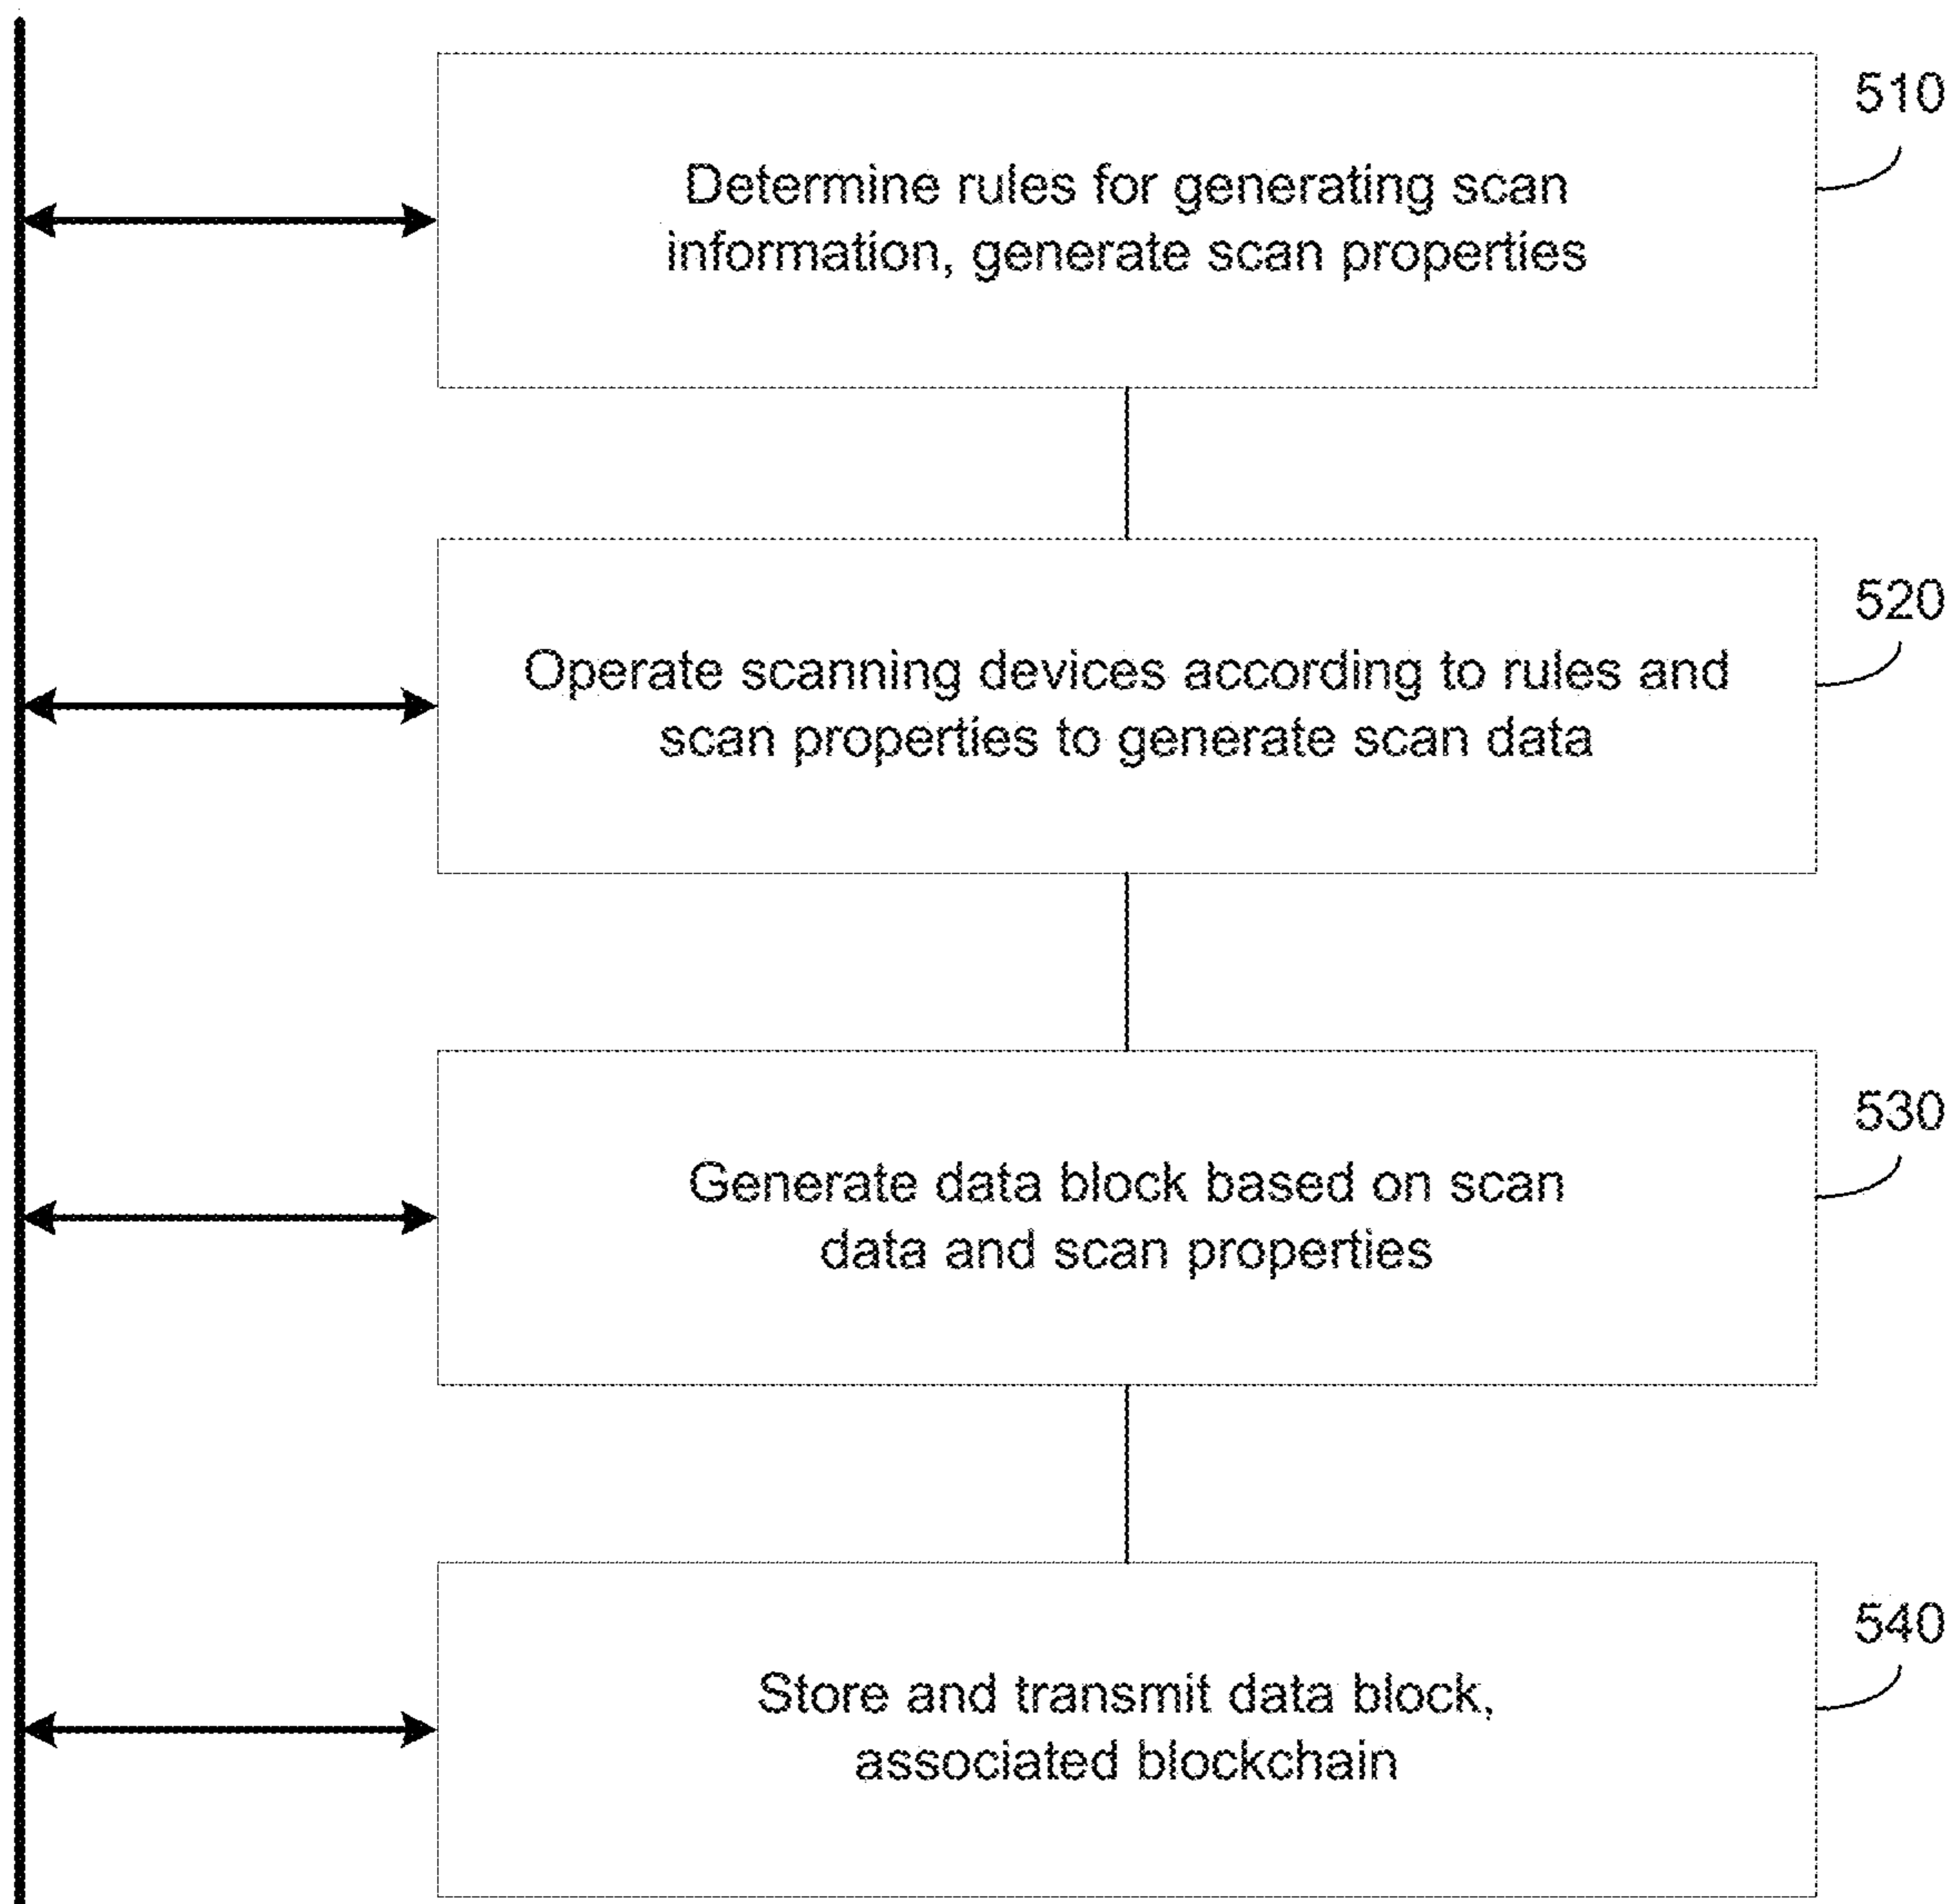 510
Determine rules for generating scan
information, generate scan properties
520
Operate scanning devices according to rules and
scan properties to generate scan data
530
Generate data block based on scan
data and scan properties
540
Store and transmit data block,
associated blockchain